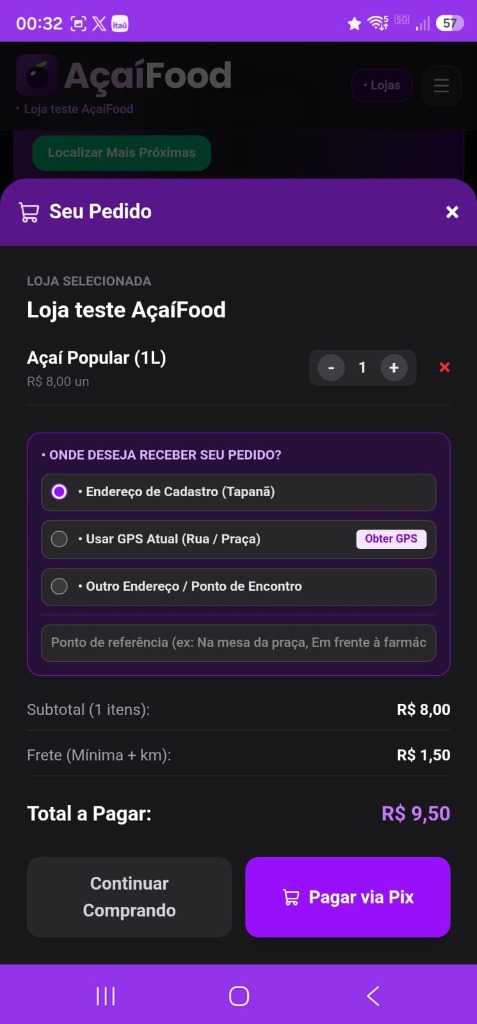 00:32 itaú 5 5G 57
AçaíFood
• Lojas
• Loja teste AçaíFood
Localizar Mais Próximas
Seu Pedido ×
LOJA SELECIONADA
Loja teste AçaíFood
Açaí Popular (1L)
R$ 8,00 un
- 1 + ×
• ONDE DESEJA RECEBER SEU PEDIDO?
• Endereço de Cadastro (Tapanã)
• Usar GPS Atual (Rua / Praça) Obter GPS
• Outro Endereço / Ponto de Encontro
Ponto de referência (ex: Na mesa da praça, Em frente à farmác
Subtotal (1 itens): R$ 8,00
Frete (Mínima + km): R$ 1,50
Total a Pagar: R$ 9,50
Continuar
Comprando
Pagar via Pix